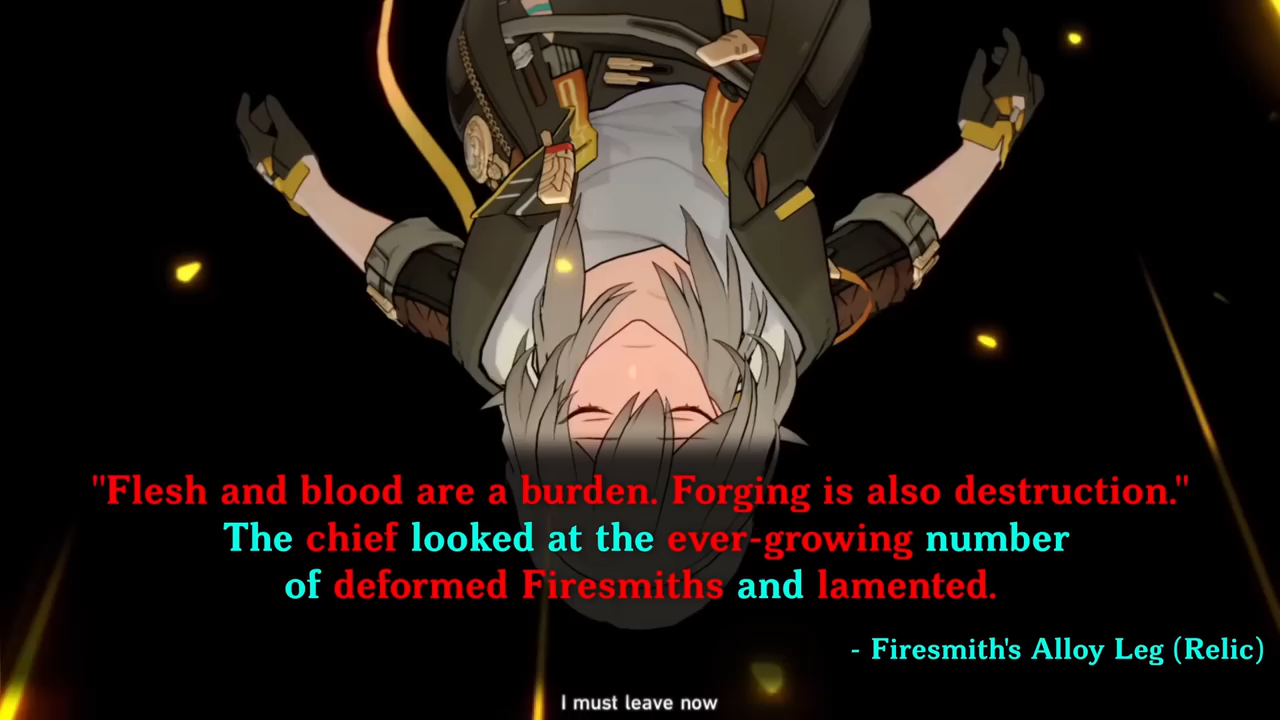 "Flesh and blood are a burden. Forging is also destruction."
The chief looked at the ever-growing number
of deformed Firesmiths and lamented.
- Firesmith's Alloy Leg (Relic)
I must leave now